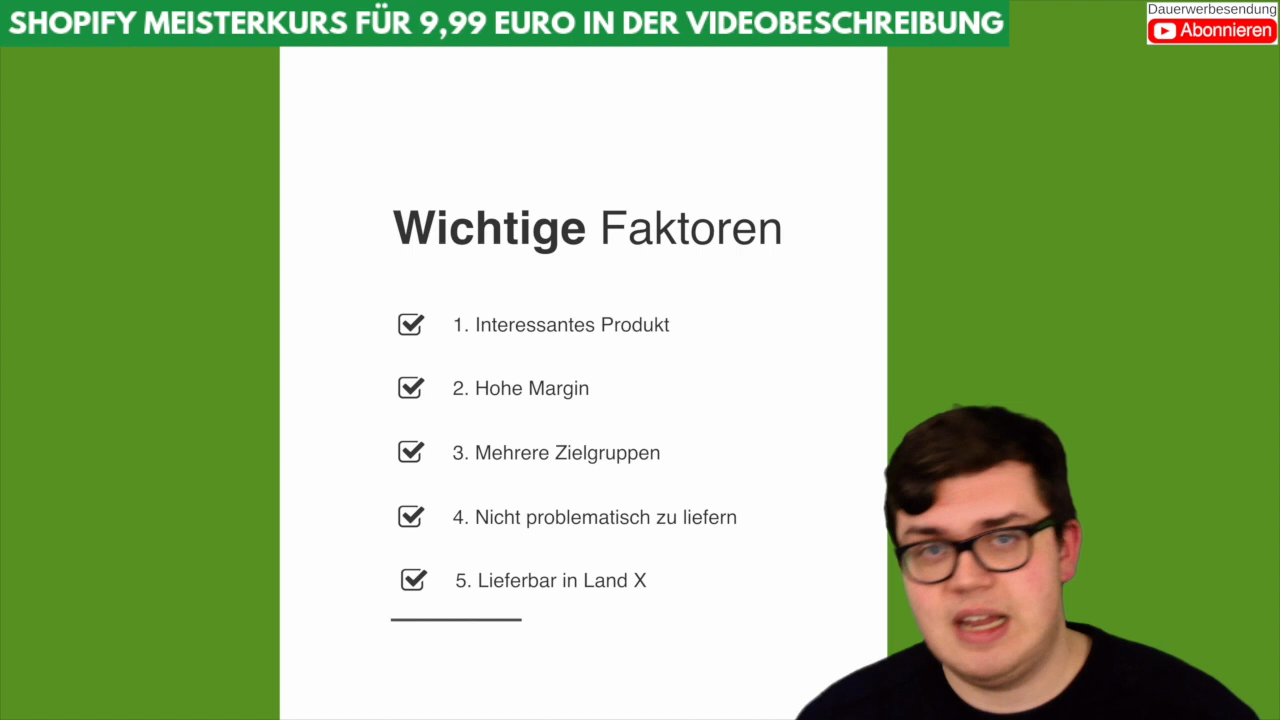 SHOPIFY MEISTERKURS FÜR 9,99 EURO IN DER VIDEOBESCHREIBUNG
Dauerwerbesendung
Abonnieren
Wichtige Faktoren
1. Interessantes Produkt
2. Hohe Margin
3. Mehrere Zielgruppen
4. Nicht problematisch zu liefern
5. Lieferbar in Land X